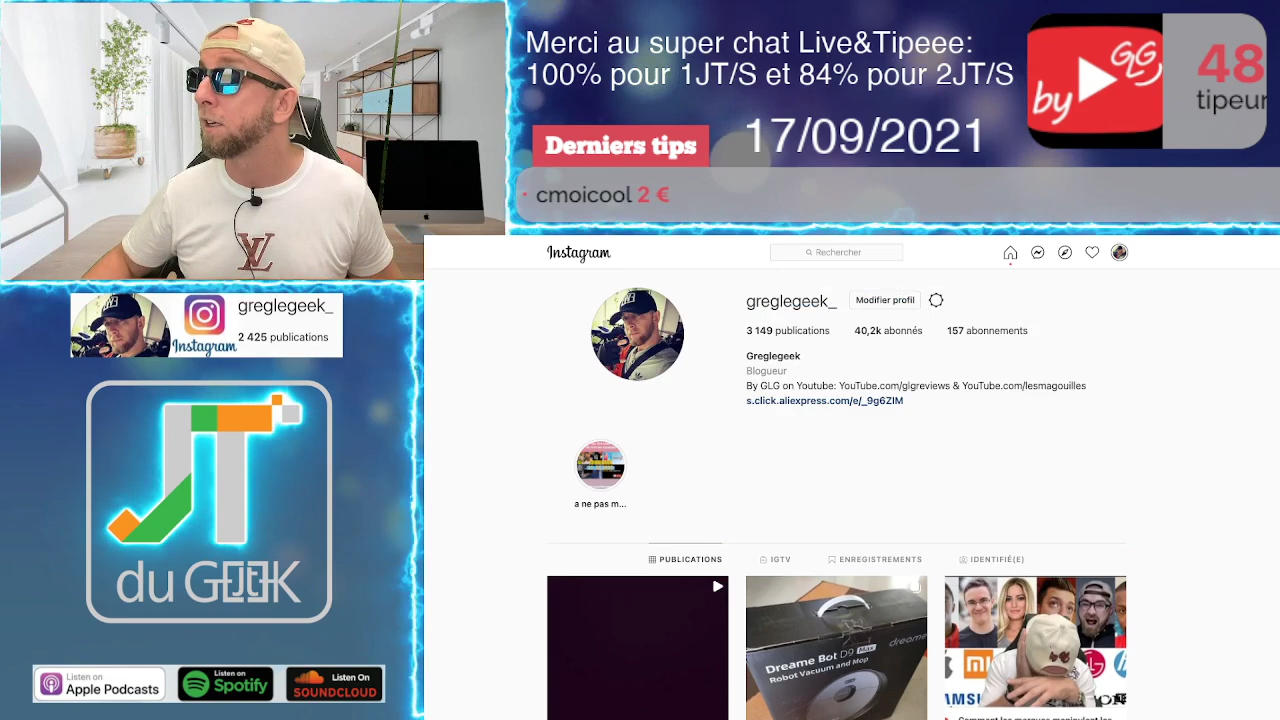 Merci au super chat Live&Tipeee:
100% pour 1JT/S et 84% pour 2JT/S
by GLG
48
tipeur
Derniers tips
17/09/2021
cmoicool 2 €
Instagram
Rechercher
greglegeek_
Instagram
2 425 publications
greglegeek_
Modifier profil
3 149 publications
40,2k abonnés
157 abonnements
Greglegeek
Blogueur
By GLG on Youtube: YouTube.com/glgreviews & YouTube.com/lesmagouilles
s.click.aliexpress.com/e/_9g6ZIM
a ne pas m...
JT
du GEEK
PUBLICATIONS
IGTV
ENREGISTREMENTS
IDENTIFIÉ(E)
dreame
Dreame Bot D9 Max
Robot Vacuum and Mop
LG
Listen on
Apple Podcasts
Listen on
Spotify
Listen On
SOUNDCLOUD